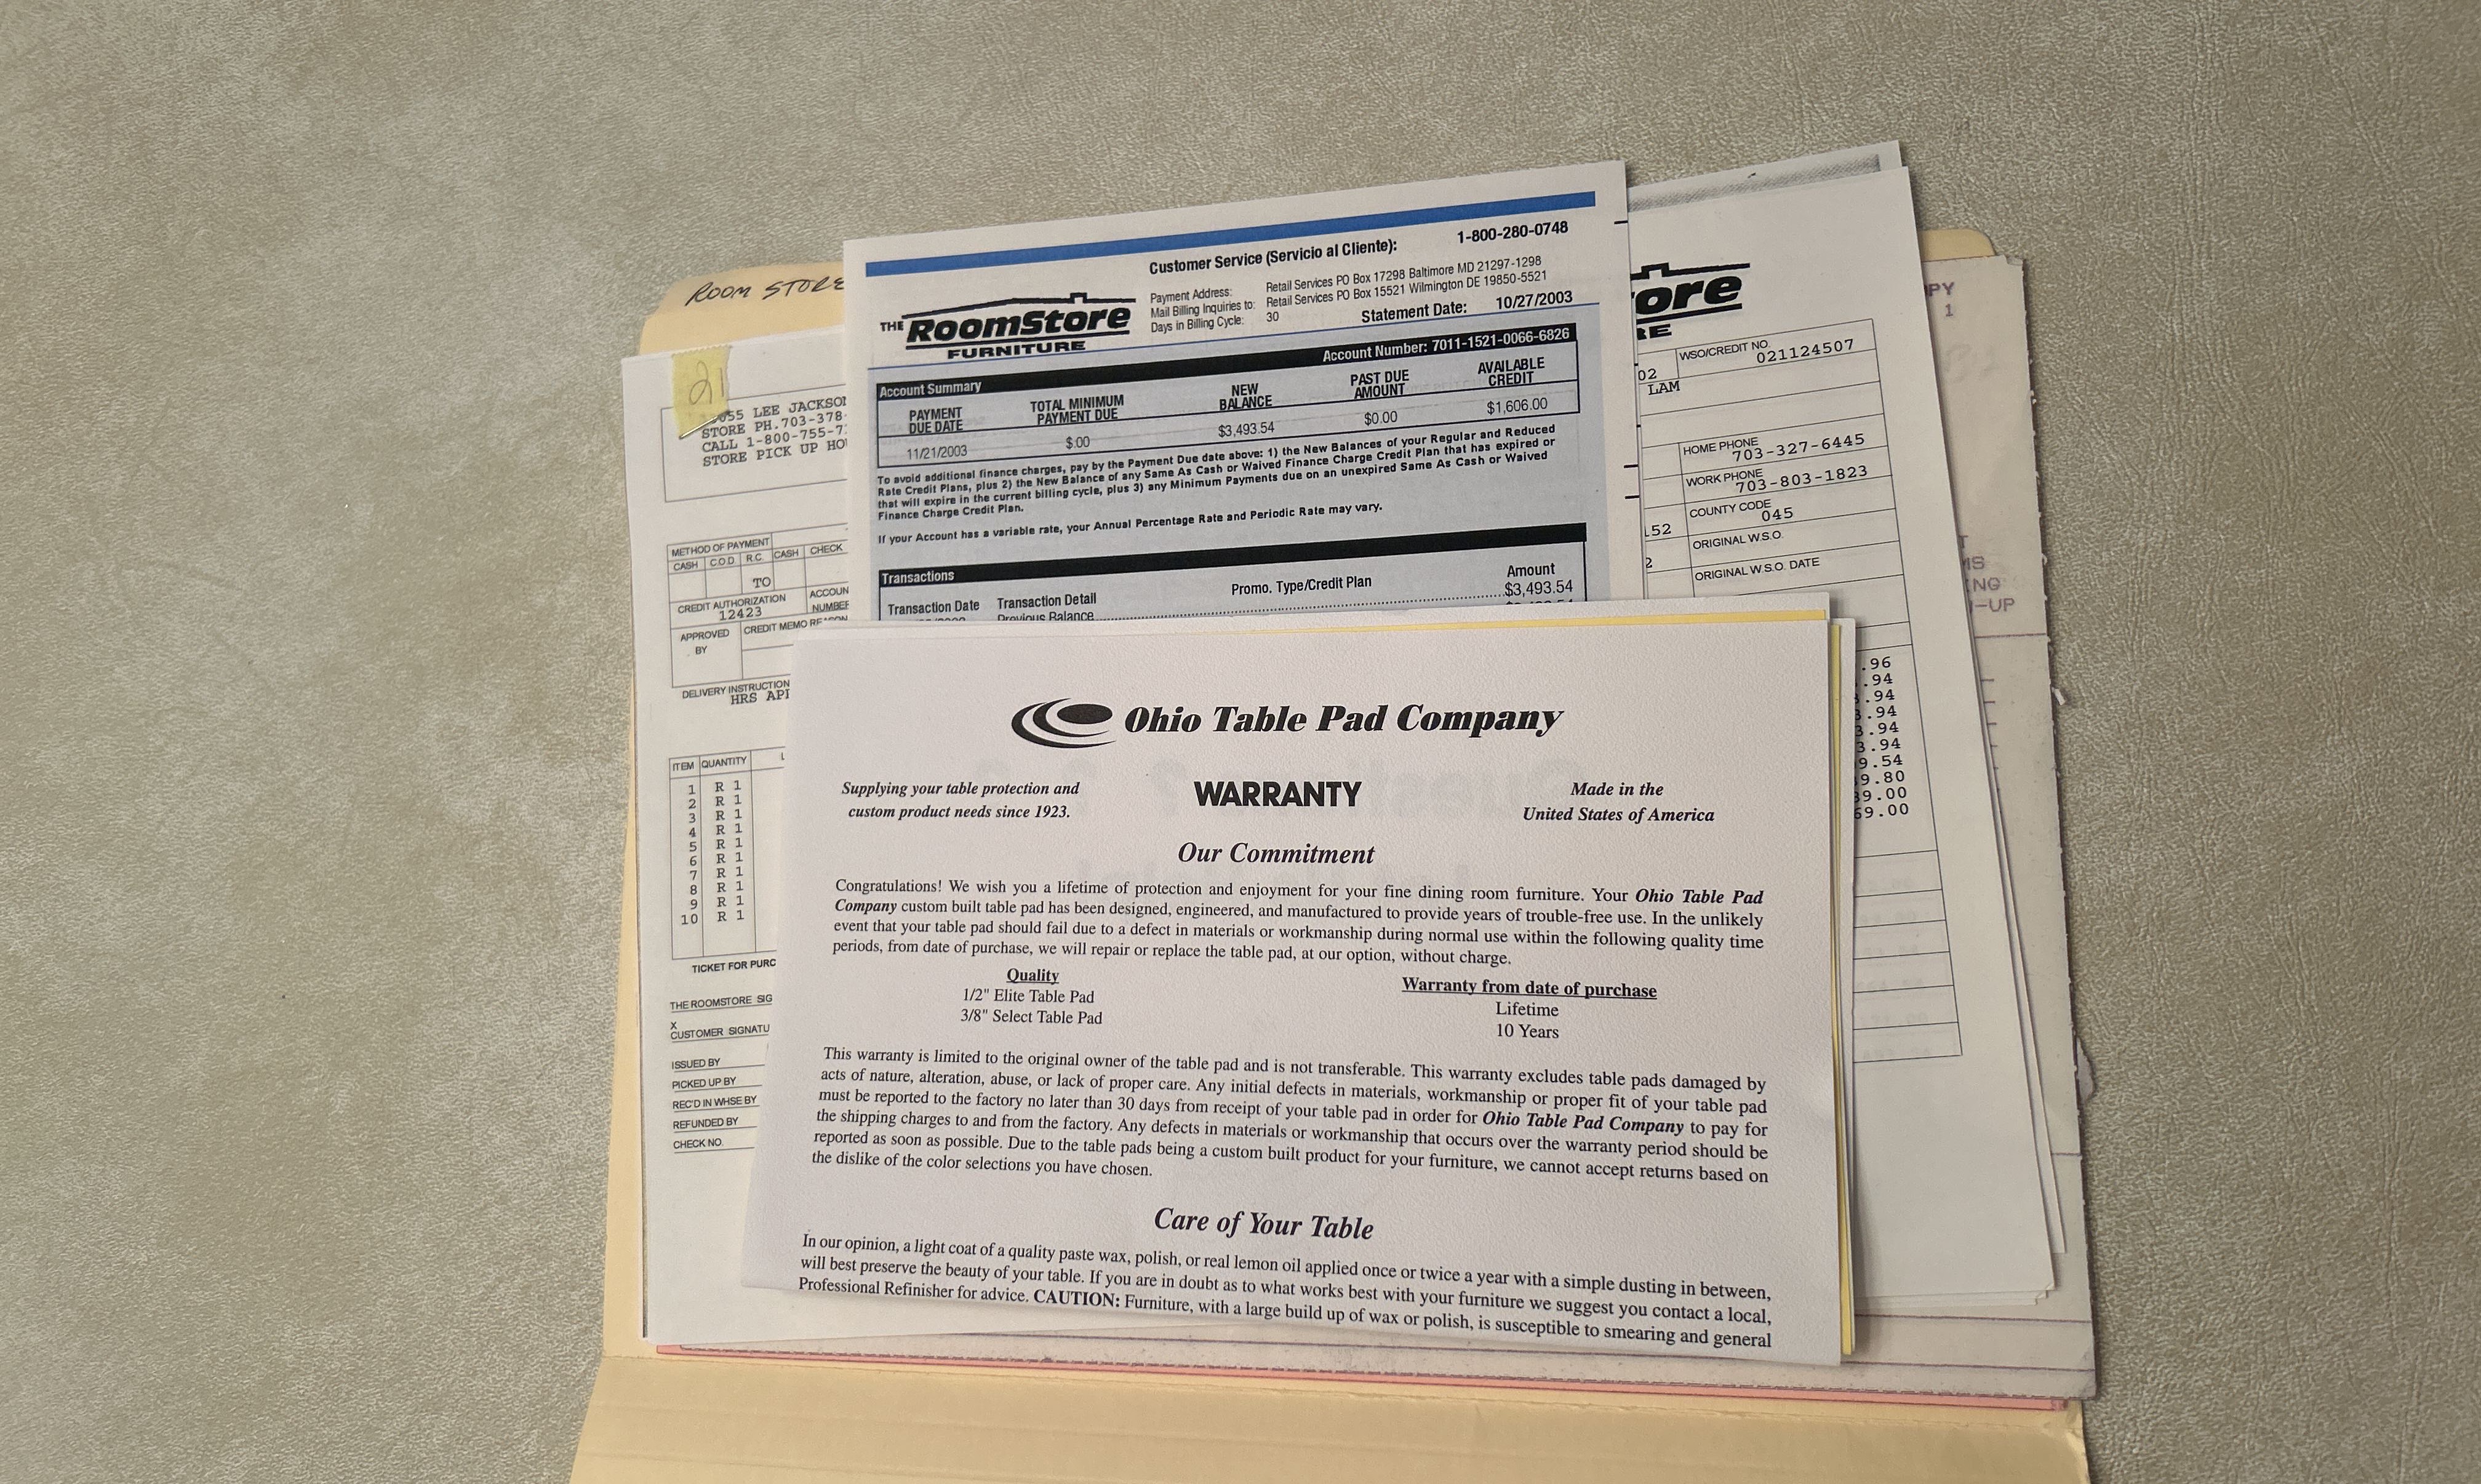 ROOM STORE
21
055 LEE JACKSON
STORE PH.703-378-
CALL 1-800-755-7
STORE PICK UP HO
METHOD OF PAYMENT
CASH C.O.D R.C. CASH CHECK
TO
CREDIT AUTHORIZATION
12423
ACCOUN
NUMBER
APPROVED
BY
CREDIT MEMO REASON
DELIVERY INSTRUCTION
HRS API
ITEM QUANTITY
1 R 1
2 R 1
3 R 1
4 R 1
5 R 1
6 R 1
7 R 1
8 R 1
9 R 1
10 R 1
TICKET FOR PURC
THE ROOMSTORE SIG
X
CUSTOMER SIGNATU
ISSUED BY
PICKED UP BY
REC'D IN WHSE BY
REFUNDED BY
CHECK NO.
Customer Service (Servicio al Cliente): 1-800-280-0748
THE RoomStore
FURNITURE
Payment Address: Retail Services PO Box 17298 Baltimore MD 21297-1298
Mail Billing Inquiries to: Retail Services PO Box 15521 Wilmington DE 19850-5521
Days in Billing Cycle: 30 Statement Date: 10/27/2003
Account Number: 7011-1521-0066-6826
Account Summary
PAYMENT DUE DATE TOTAL MINIMUM PAYMENT DUE NEW BALANCE PAST DUE AMOUNT AVAILABLE CREDIT
11/21/2003 $.00 $3,493.54 $0.00 $1,606.00
To avoid additional finance charges, pay by the Payment Due date above: 1) the New Balances of your Regular and Reduced
Rate Credit Plans, plus 2) the New Balance of any Same As Cash or Waived Finance Charge Credit Plan that has expired or
that will expire in the current billing cycle, plus 3) any Minimum Payments due on an unexpired Same As Cash or Waived
Finance Charge Credit Plan.
If your Account has a variable rate, your Annual Percentage Rate and Periodic Rate may vary.
Transactions
Transaction Date Transaction Detail Promo. Type/Credit Plan Amount
Previous Balance $3,493.54
ore
RE
02
WSO/CREDIT NO.
021124507
LAM
HOME PHONE
703-327-6445
WORK PHONE
703-803-1823
COUNTY CODE
045
152
ORIGINAL W.S.O.
2
ORIGINAL W.S.O. DATE
.96
.94
.94
.94
3.94
3.94
9.54
9.80
39.00
69.00
PY
1
T
MS
NG
-UP
Ohio Table Pad Company
Supplying your table protection and
custom product needs since 1923.
WARRANTY
Made in the
United States of America
Our Commitment
Congratulations! We wish you a lifetime of protection and enjoyment for your fine dining room furniture. Your Ohio Table Pad
Company custom built table pad has been designed, engineered, and manufactured to provide years of trouble-free use. In the unlikely
event that your table pad should fail due to a defect in materials or workmanship during normal use within the following quality time
periods, from date of purchase, we will repair or replace the table pad, at our option, without charge.
Quality Warranty from date of purchase
1/2" Elite Table Pad Lifetime
3/8" Select Table Pad 10 Years
This warranty is limited to the original owner of the table pad and is not transferable. This warranty excludes table pads damaged by
acts of nature, alteration, abuse, or lack of proper care. Any initial defects in materials, workmanship or proper fit of your table pad
must be reported to the factory no later than 30 days from receipt of your table pad in order for Ohio Table Pad Company to pay for
the shipping charges to and from the factory. Any defects in materials or workmanship that occurs over the warranty period should be
reported as soon as possible. Due to the table pads being a custom built product for your furniture, we cannot accept returns based on
the dislike of the color selections you have chosen.
Care of Your Table
In our opinion, a light coat of a quality paste wax, polish, or real lemon oil applied once or twice a year with a simple dusting in between,
will best preserve the beauty of your table. If you are in doubt as to what works best with your furniture we suggest you contact a local,
Professional Refinisher for advice. CAUTION: Furniture, with a large build up of wax or polish, is susceptible to smearing and general